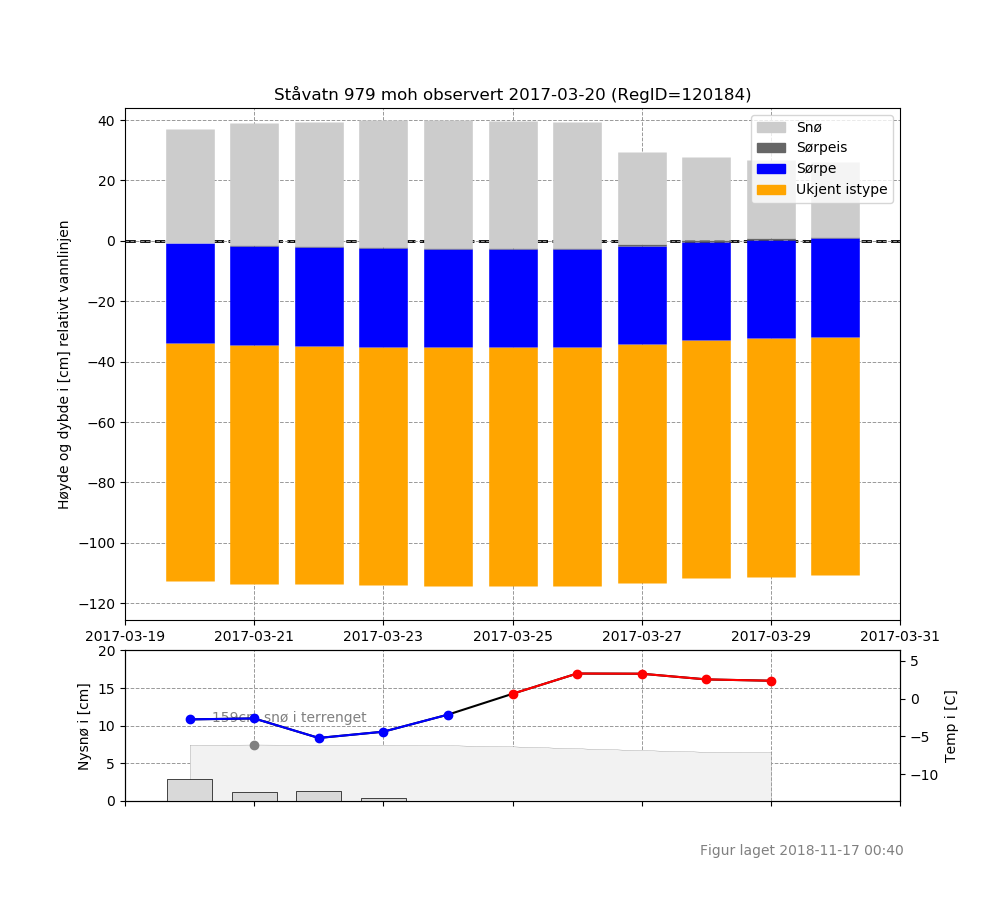 Ståvatn 979 moh observert 2017-03-20 (RegID=120184)
Høyde og dybde i [cm] relativt vannlinjen
40
20
0
−20
−40
−60
−80
−100
−120
Snø
Sørpeis
Sørpe
Ukjent istype
2017-03-19 2017-03-21 2017-03-23 2017-03-25 2017-03-27 2017-03-29 2017-03-31
Nysnø i [cm]
20
15
10
5
0
159cm snø i terrenget
5
0
−5
−10
Temp i [C]
Figur laget 2018-11-17 00:40